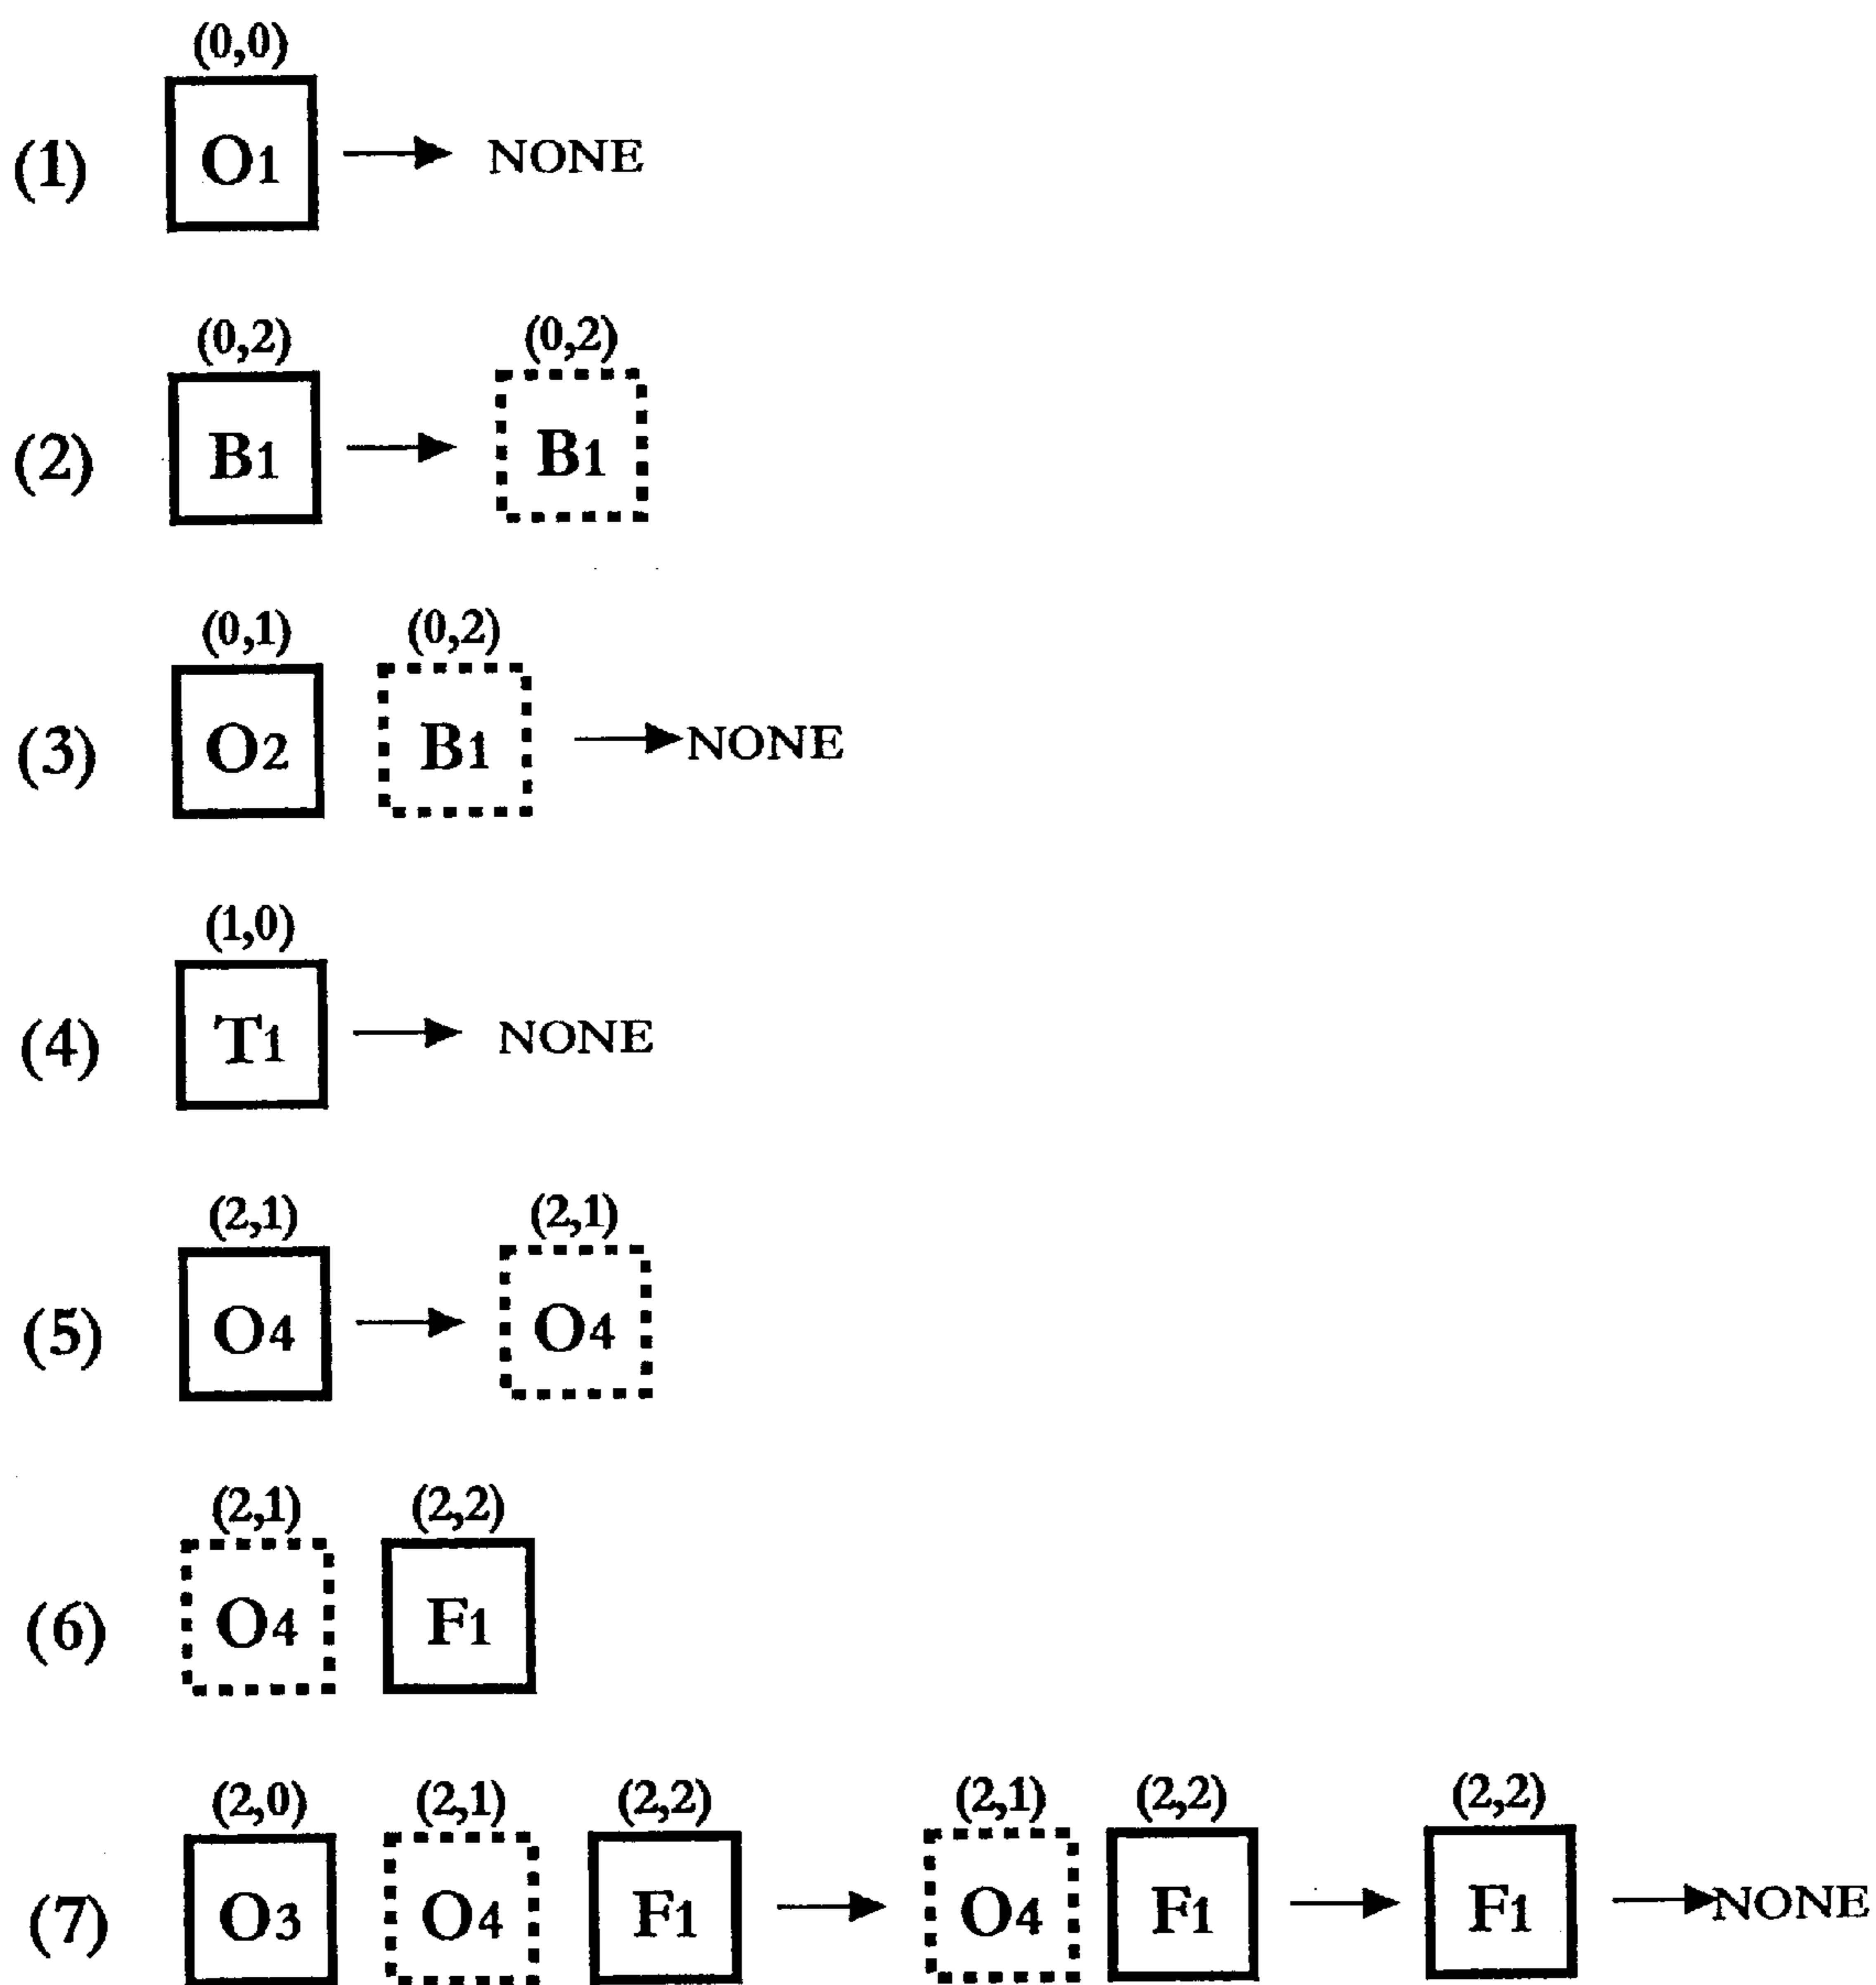 (0,0)
(1) O1 NONE
(0,2) (0,2)
(2) B1 B1
(0,1) (0,2)
(3) O2 B1 NONE
(1,0)
(4) T1 NONE
(2,1) (2,1)
(5) O4 O4
(2,1) (2,2)
(6) O4 F1
(2,0) (2,1) (2,2) (2,1) (2,2) (2,2)
(7) O3 O4 F1 O4 F1 F1 NONE